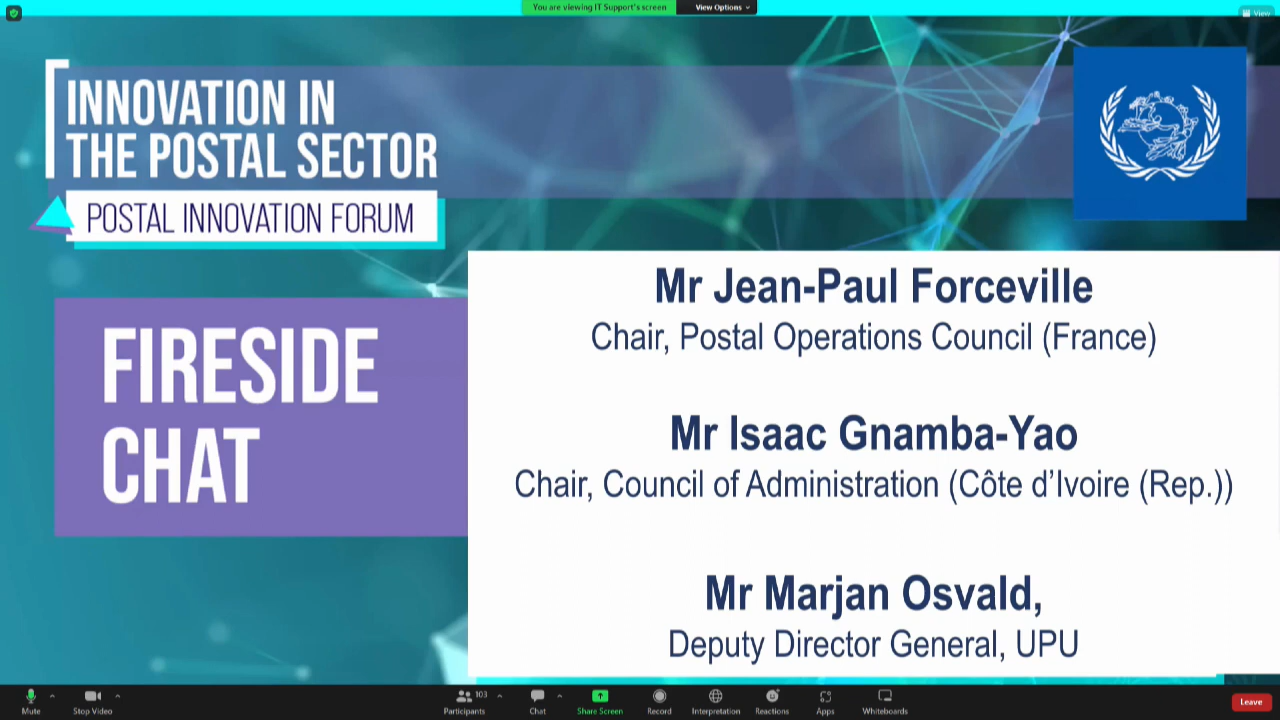 You are viewing IT Support's screen
View Options
View
INNOVATION IN
THE POSTAL SECTOR
POSTAL INNOVATION FORUM
FIRESIDE
CHAT
Mr Jean-Paul Forceville
Chair, Postal Operations Council (France)
Mr Isaac Gnamba-Yao
Chair, Council of Administration (Côte d'Ivoire (Rep.))
Mr Marjan Osvald,
Deputy Director General, UPU
Mute
Stop Video
103
Participants
Chat
Share Screen
Record
Interpretation
Reactions
Apps
Whiteboards
Leave